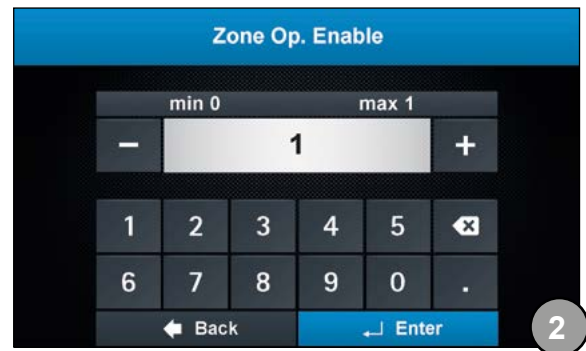 Zone Op. Enable
min 0 max 1
− 1 +
1 2 3 4 5
6 7 8 9 0 .
Back Enter
2